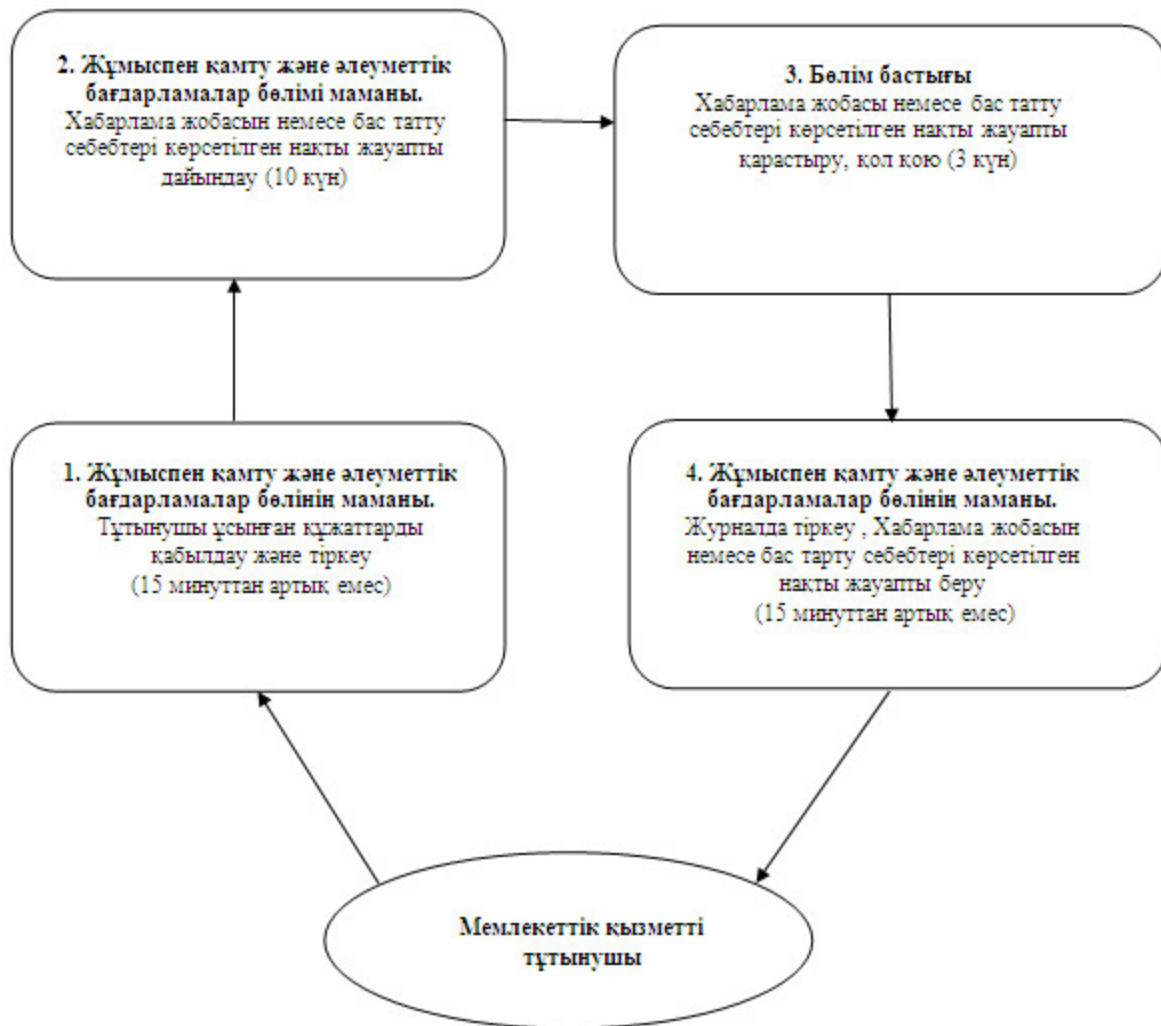 2. Жұмыспен қамту және әлеуметтік
бағдарламалар бөлімі маманы.
Хабарлама жобасын немесе бас татту
себебтері көрсетілген нақты жауапты
дайындау (10 күн)
3. Бөлім бастығы
Хабарлама жобасы немесе бас татту
себебтері көрсетілген нақты жауапты
қарастыру, қол қою (3 күн)
1. Жұмыспен қамту және әлеуметтік
бағдарламалар бөлінің маманы.
Тұтынушы ұсынған құжаттарды
қабылдау және тіркеу
(15 минуттан артық емес)
4. Жұмыспен қамту және әлеуметтік
бағдарламалар бөлінің маманы.
Журналда тіркеу , Хабарлама жобасын
немесе бас тарту себебтері көрсетілген
нақты жауапты беру
(15 минуттан артық емес)
Мемлекеттік қызметті
тұтынушы